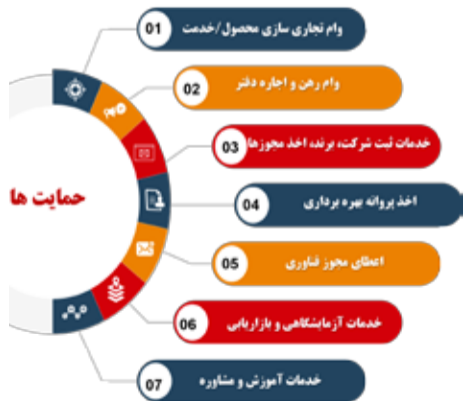 وام تجاری سازی محصول/خدمت 01
وام رهن و اجاره دفتر 02
خدمات ثبت شرکت، برند، اخذ مجوزها 03
حمایت ها
اخذ پروانه بهره برداری 04
اعطای مجوز فناوری 05
خدمات آزمایشگاهی و بازاریابی 06
خدمات آموزش و مشاوره 07